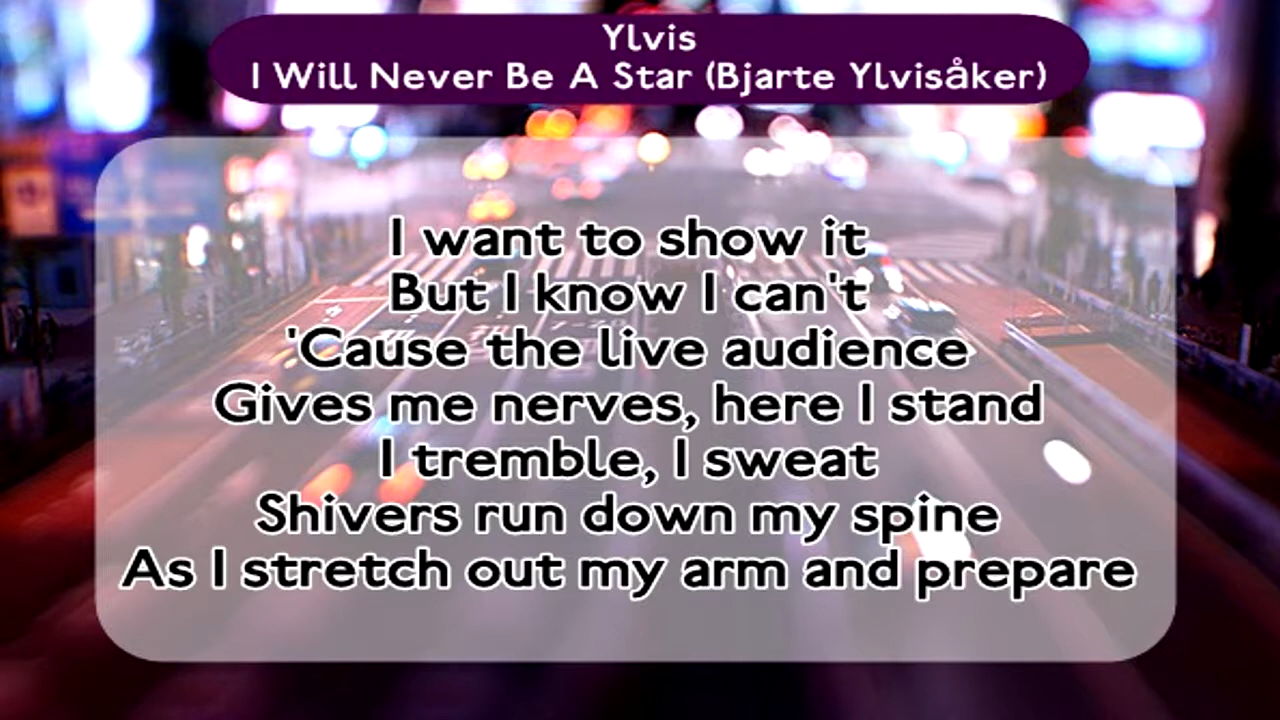 Ylvis
I Will Never Be A Star (Bjarte Ylvisåker)
I want to show it
But I know I can't
'Cause the live audience
Gives me nerves, here I stand
I tremble, I sweat
Shivers run down my spine
As I stretch out my arm and prepare